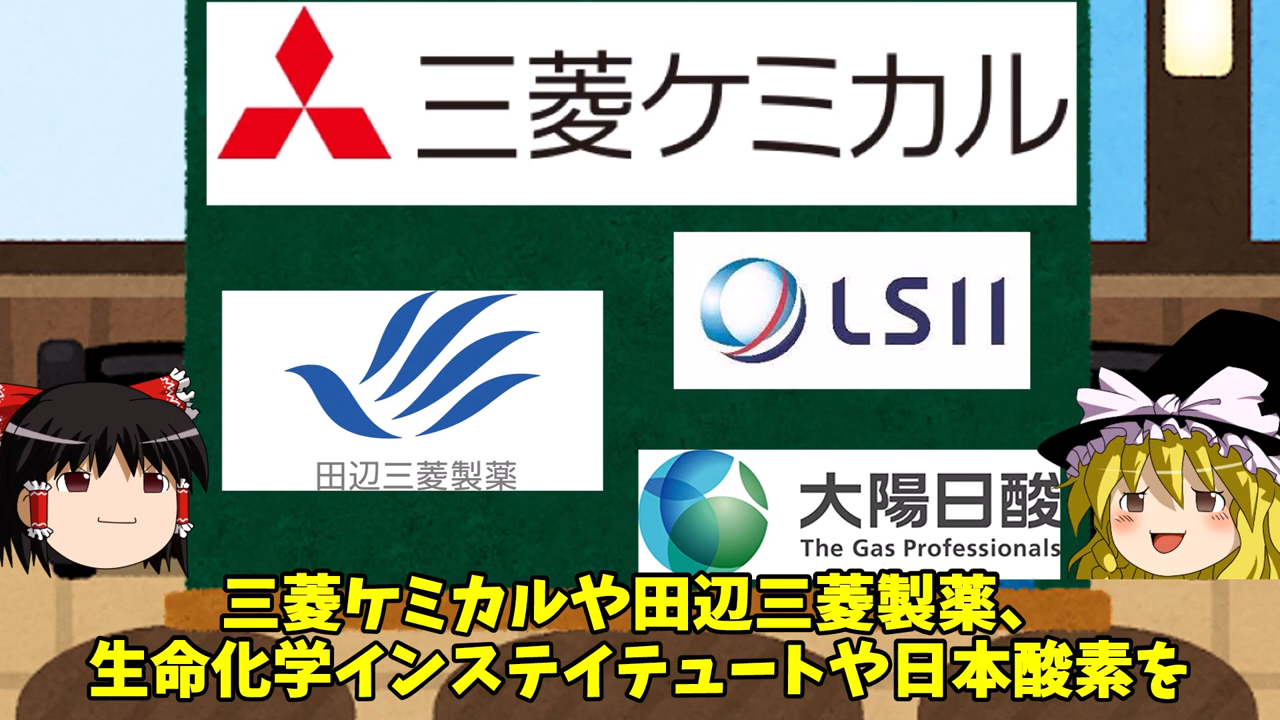 三菱ケミカル
LSII
田辺三菱製薬
大陽日酸
The Gas Professionals
三菱ケミカルや田辺三菱製薬、
生命化学インステイテュートや日本酸素を